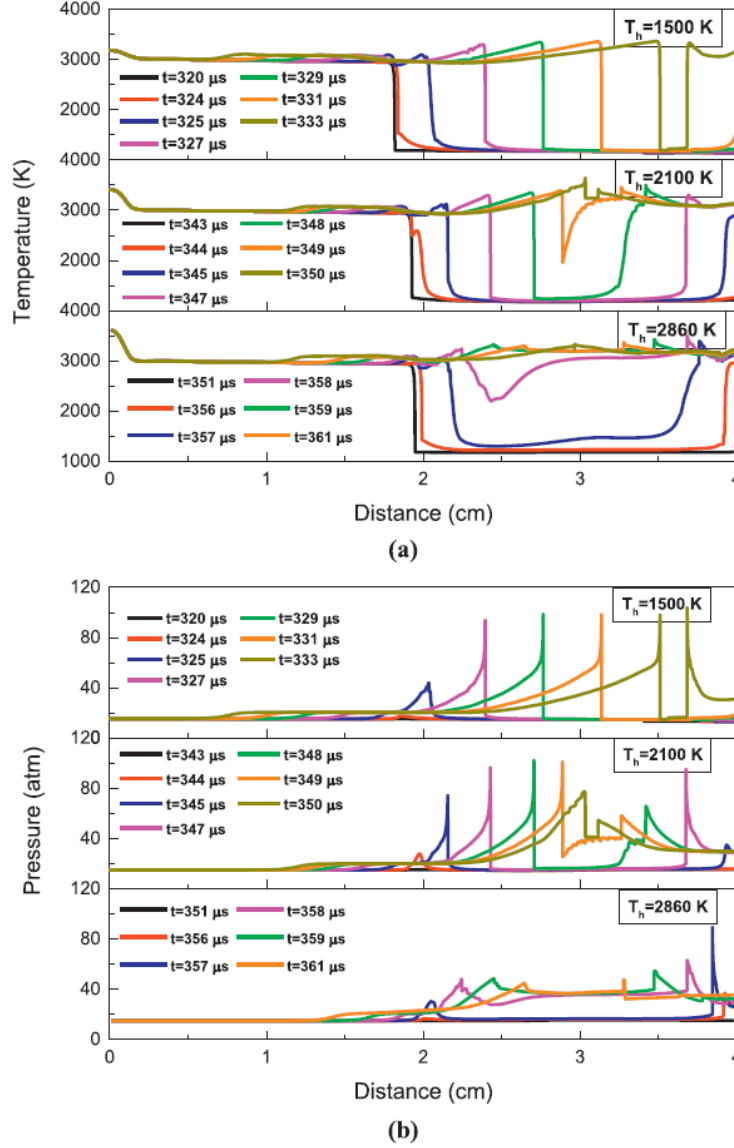 (a)
4000
T_h=1500 K
3000
t=320 μs t=329 μs
t=324 μs t=331 μs
2000
t=325 μs t=333 μs
t=327 μs
4000
T_h=2100 K
3000
t=343 μs t=348 μs
t=344 μs t=349 μs
2000
t=345 μs t=350 μs
t=347 μs
4000
T_h=2860 K
3000
t=351 μs t=358 μs
2000
t=356 μs t=359 μs
t=357 μs t=361 μs
1000
0 1 2 3 4
Temperature (K)
Distance (cm)
(a)
120
T_h=1500 K
t=320 μs t=329 μs
80
t=324 μs t=331 μs
t=325 μs t=333 μs
40
t=327 μs
120
T_h=2100 K
t=343 μs t=348 μs
80
t=344 μs t=349 μs
t=345 μs t=350 μs
40
t=347 μs
120
T_h=2860 K
t=351 μs t=358 μs
80
t=356 μs t=359 μs
t=357 μs t=361 μs
40
0
0 1 2 3 4
Pressure (atm)
Distance (cm)
(b)